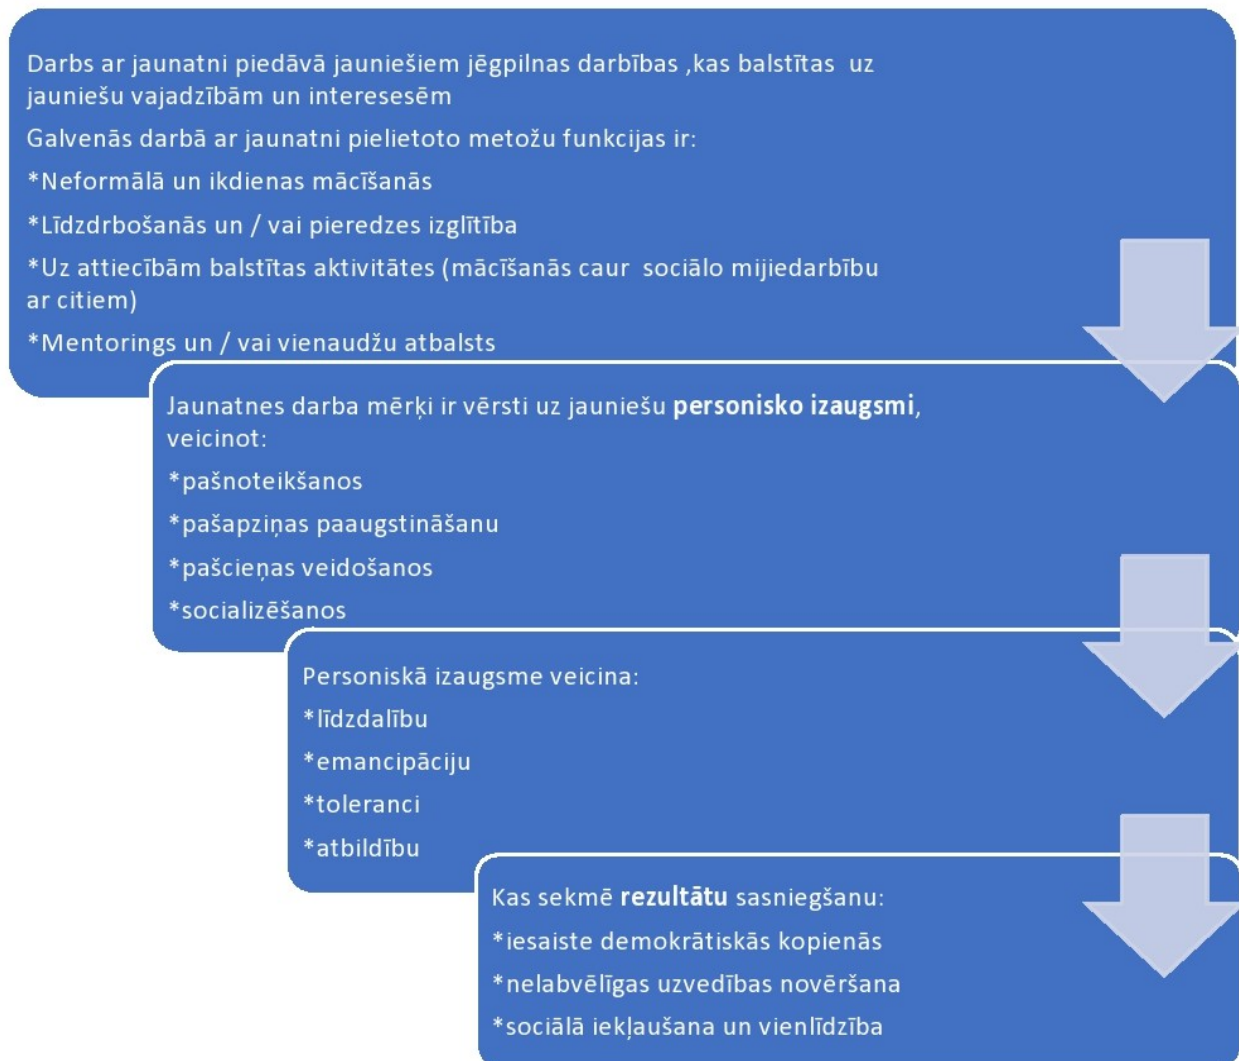 Darbs ar jaunatni piedāvā jauniešiem jēgpilnas darbības ,kas balstītas uz
jauniešu vajadzībām un interesesēm
Galvenās darbā ar jaunatni pielietoto metožu funkcijas ir:
*Neformālā un ikdienas mācīšanās
*Līdzdrbošanās un / vai pieredzes izglītība
*Uz attiecībām balstītas aktivitātes (mācīšanās caur sociālo mijiedarbību
ar citiem)
*Mentorings un / vai vienaudžu atbalsts
Jaunatnes darba mērķi ir vērsti uz jauniešu personisko izaugsmi,
veicinot:
*pašnoteikšanos
*pašapziņas paaugstināšanu
*pašcieņas veidošanos
*socializēšanos
Personiskā izaugsme veicina:
*līdzdalību
*emancipāciju
*toleranci
*atbildību
Kas sekmē rezultātu sasniegšanu:
*iesaiste demokrātiskās kopienās
*nelabvēlīgas uzvedības novēršana
*sociālā iekļaušana un vienlīdzība